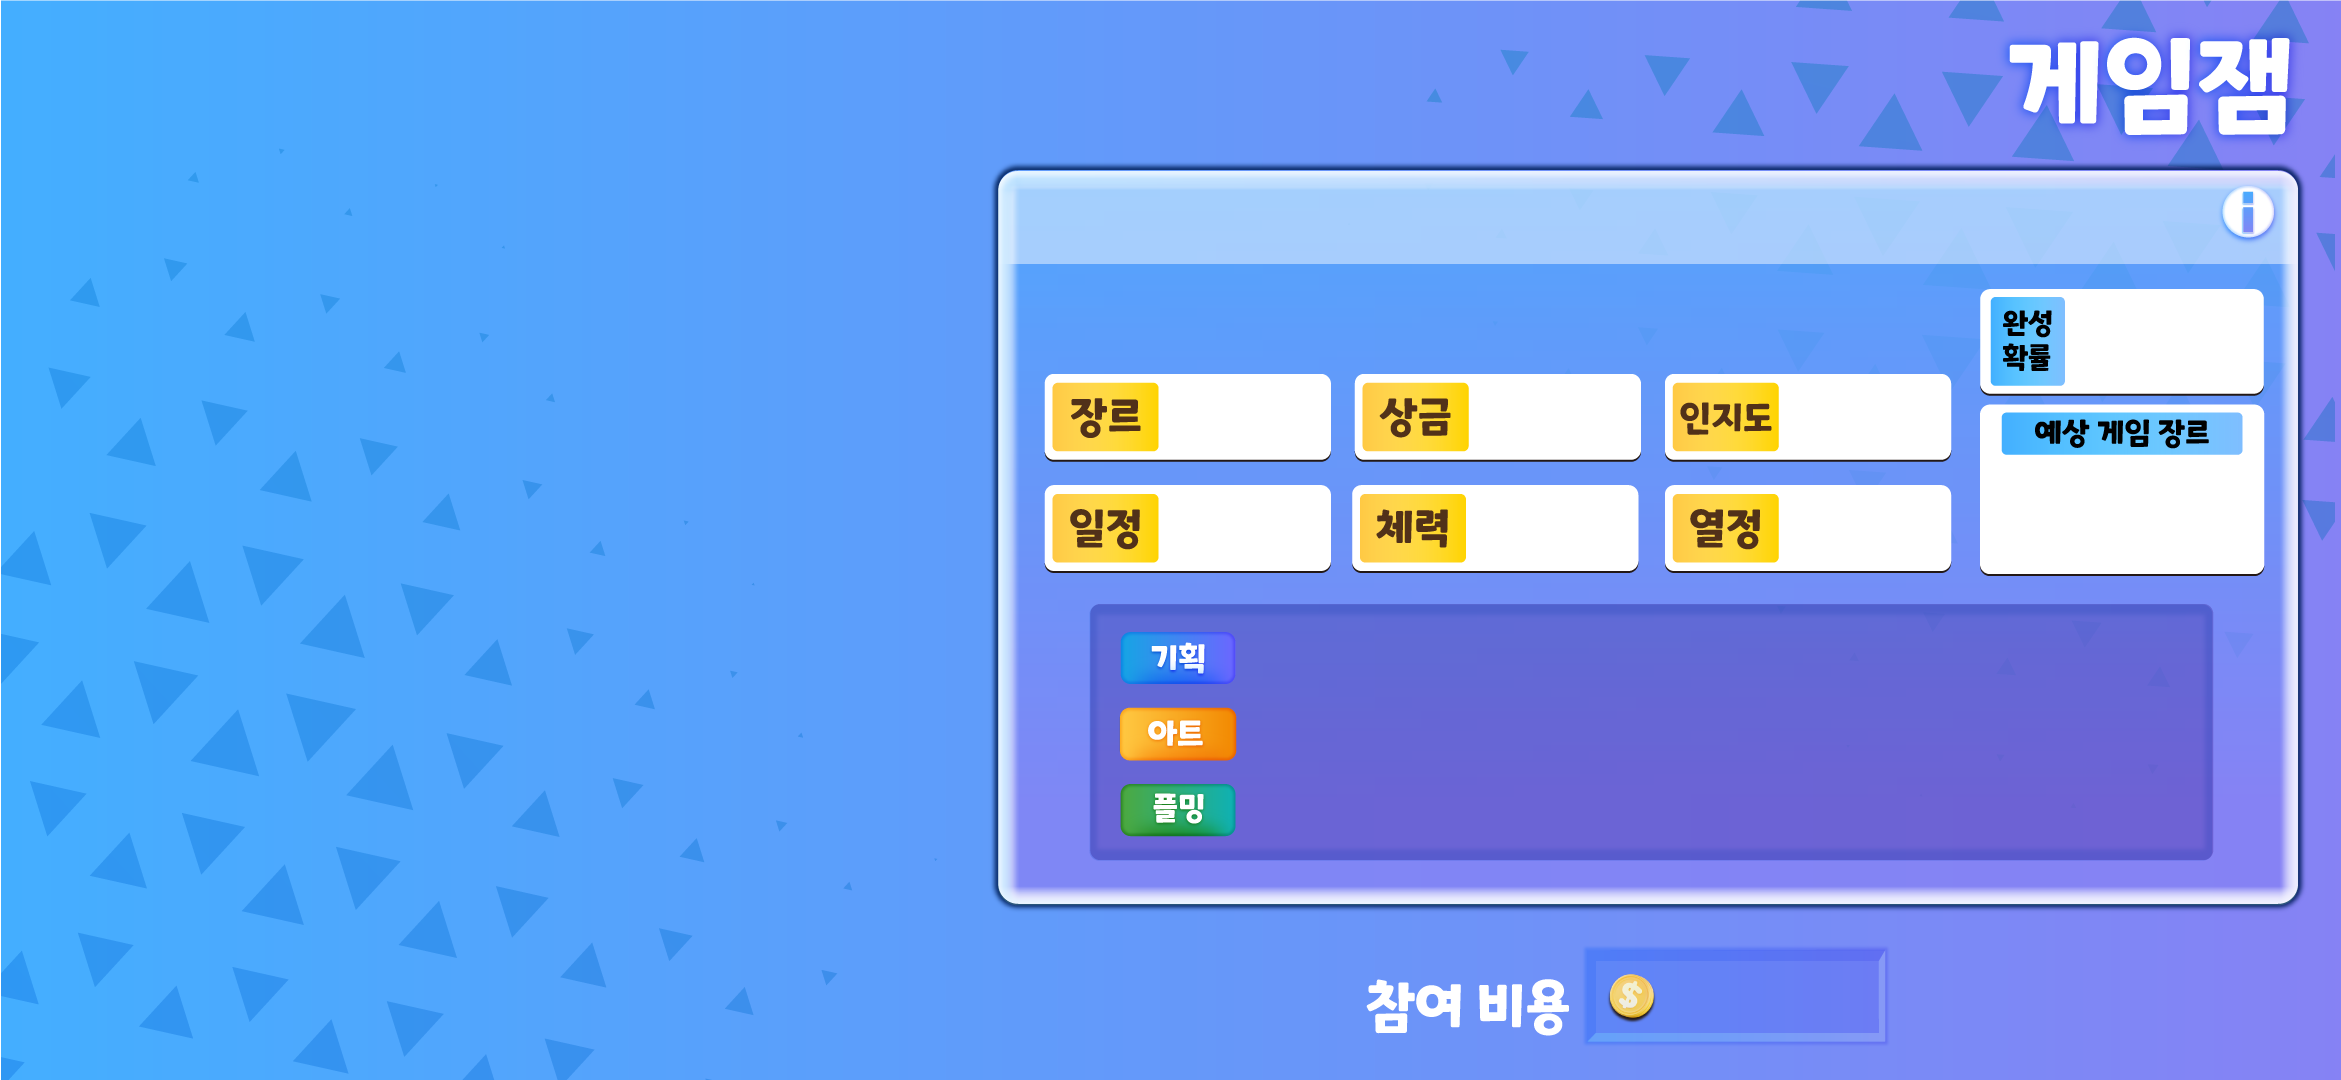 게임잼
i
완성
확률
장르
상금
인지도
예상 게임 장르
일정
체력
열정
기획
아트
플밍
참여 비용
$